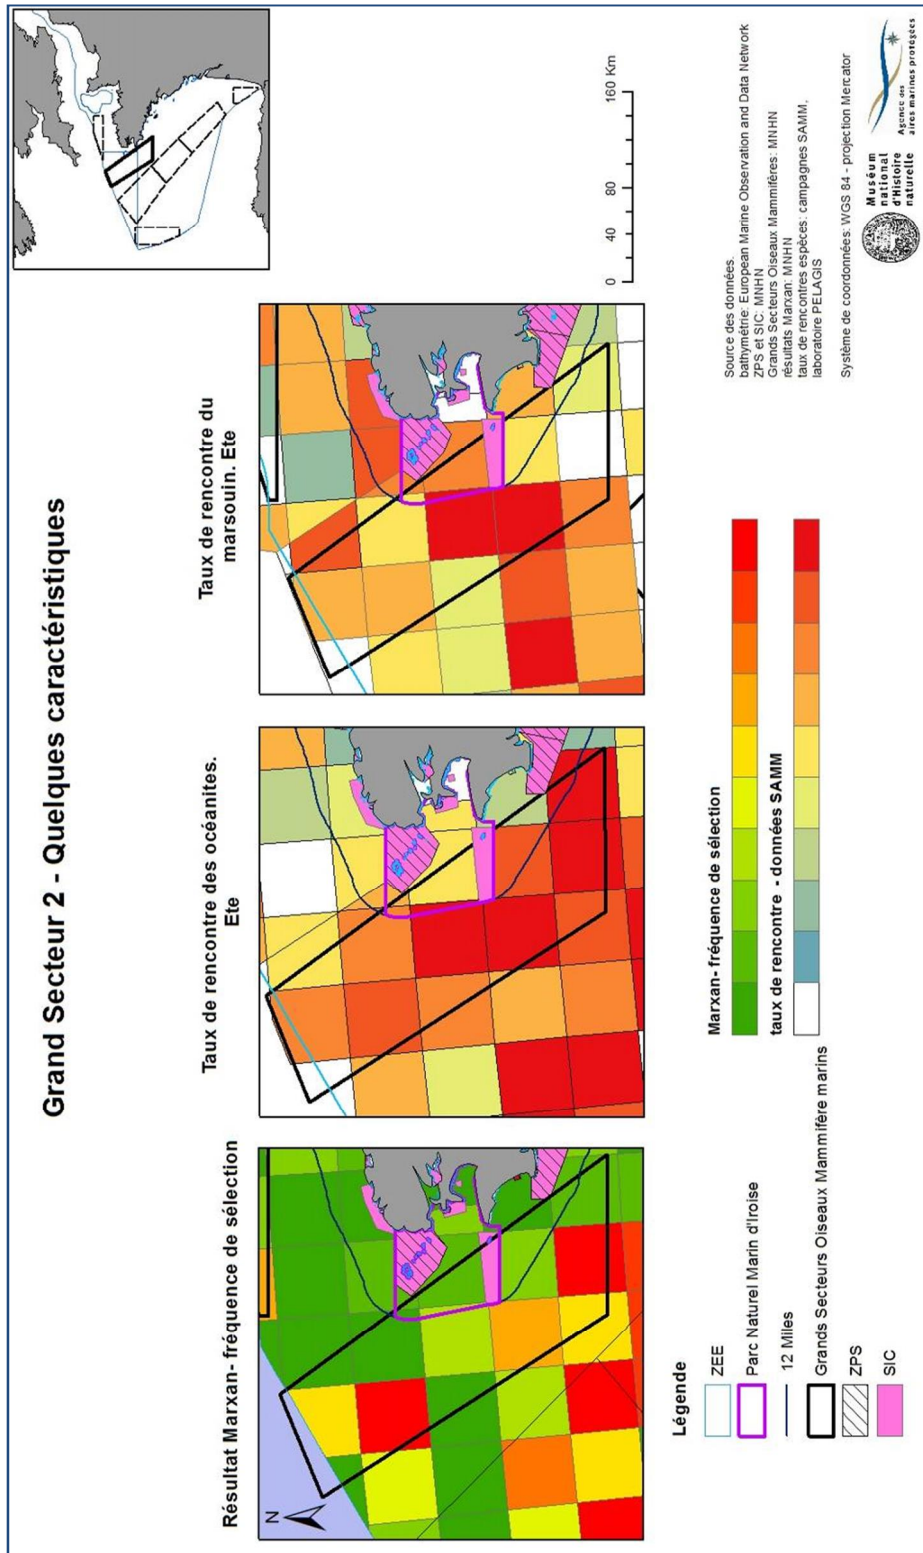 Grand Secteur 2 - Quelques caractéristiques
Résultat Marxan- fréquence de sélection
Taux de rencontre des océanites.
Ete
Taux de rencontre du
marsouin. Ete
N
0 40 80 160 Km
Légende
ZEE
Parc Naturel Marin d'Iroise
12 Miles
Grands Secteurs Oiseaux Mammifère marins
ZPS
SIC
Marxan- fréquence de sélection
taux de rencontre - données SAMM
Source des données.
bathymétrie: European Marine Observation and Data Network
ZPS et SIC: MNHN
Grands Secteurs Oiseaux Mammifères: MNHN
résultats Marxan: MNHN
taux de rencontres espèces: campagnes SAMM,
laboratoire PELAGIS
Système de coordonnées: WGS 84 - projection Mercator
Muséum
national
d'Histoire
naturelle
Agence des
aires marines protégées